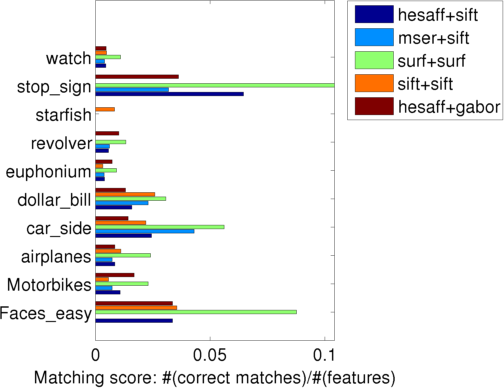 hesaff+sift
mser+sift
surf+surf
sift+sift
hesaff+gabor
watch
stop_sign
starfish
revolver
euphonium
dollar_bill
car_side
airplanes
Motorbikes
Faces_easy
0 0.05 0.1
Matching score: #(correct matches)/#(features)